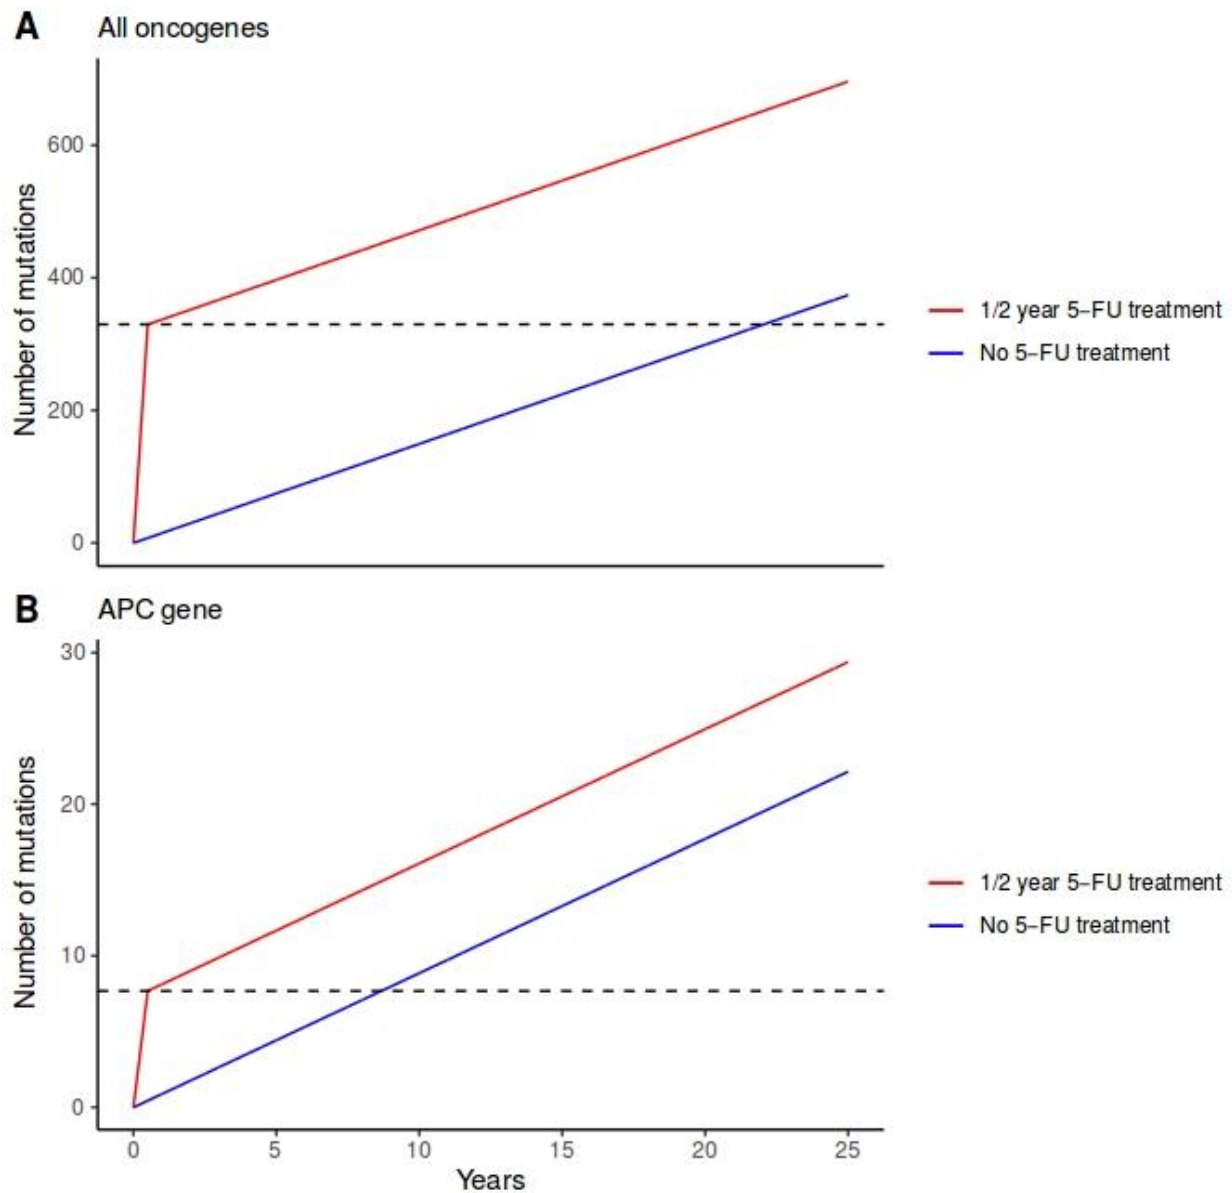 A All oncogenes
Number of mutations
600
400
200
0
1/2 year 5−FU treatment
No 5−FU treatment
B APC gene
Number of mutations
30
20
10
0
1/2 year 5−FU treatment
No 5−FU treatment
0 5 10 15 20 25
Years